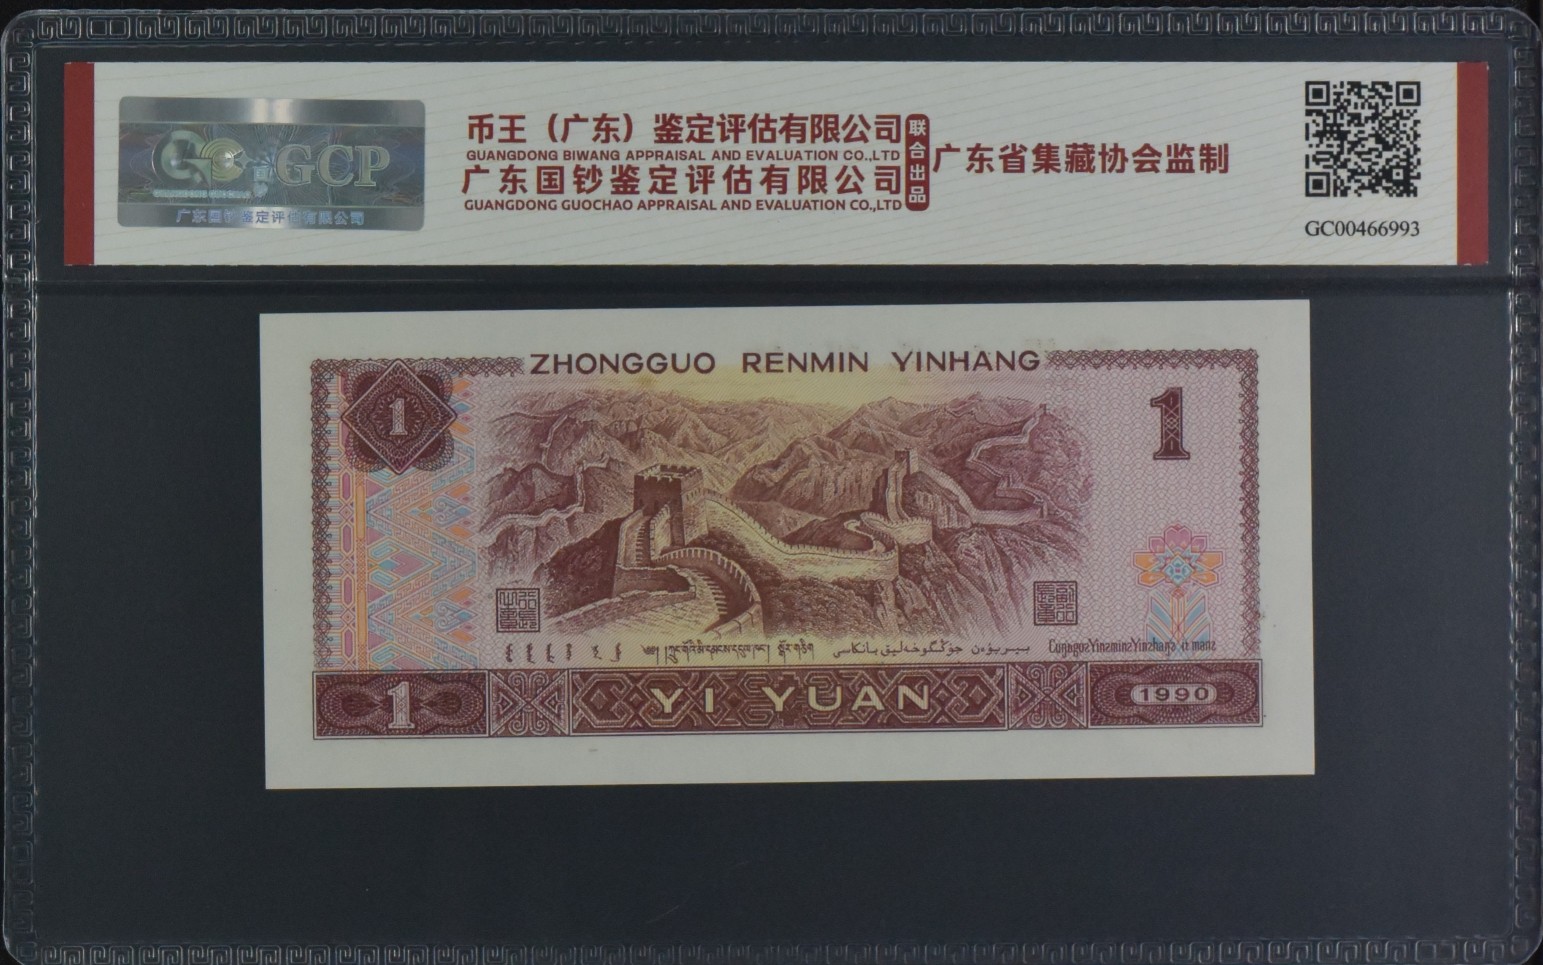 GCP
广东国钞鉴定评估有限公司
币王（广东）鉴定评估有限公司
GUANGDONG BIWANG APPRAISAL AND EVALUATION CO.,LTD
广东国钞鉴定评估有限公司
GUANGDONG GUOCHAO APPRAISAL AND EVALUATION CO.,LTD
联合出品
广东省集藏协会监制
GC00466993
ZHONGGUO RENMIN YINHANG
1
1
1
YI YUAN
1990